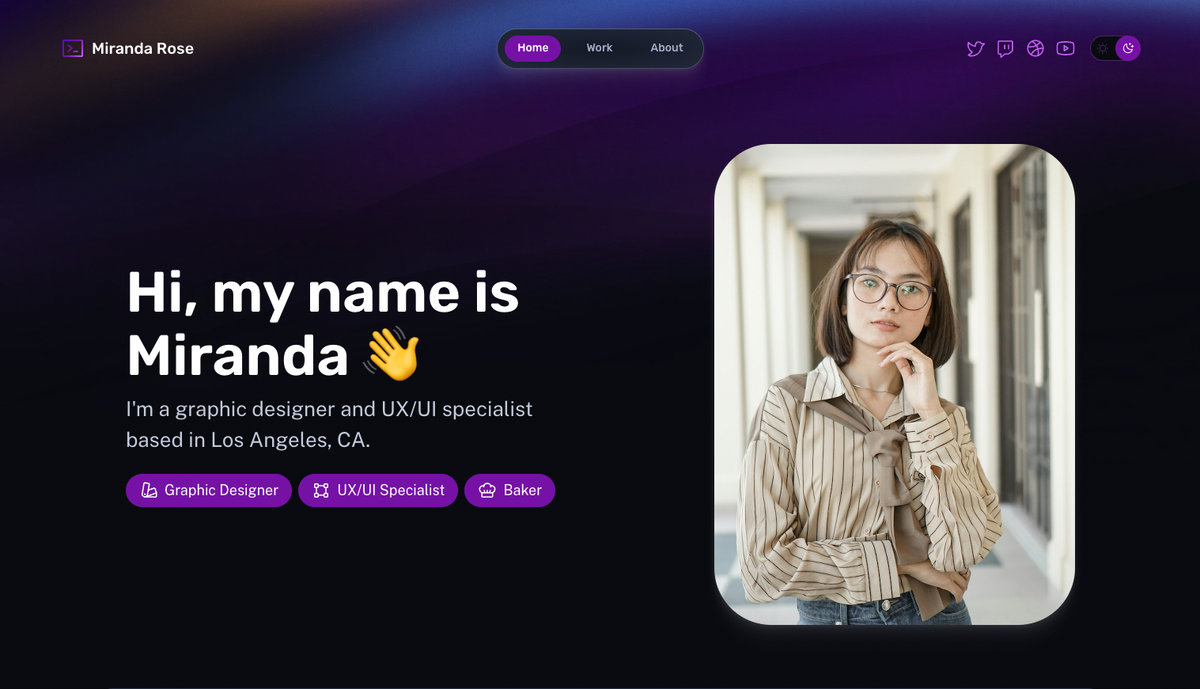 Miranda Rose
Home Work About
Hi, my name is
Miranda 👋
I'm a graphic designer and UX/UI specialist
based in Los Angeles, CA.
Graphic Designer UX/UI Specialist Baker